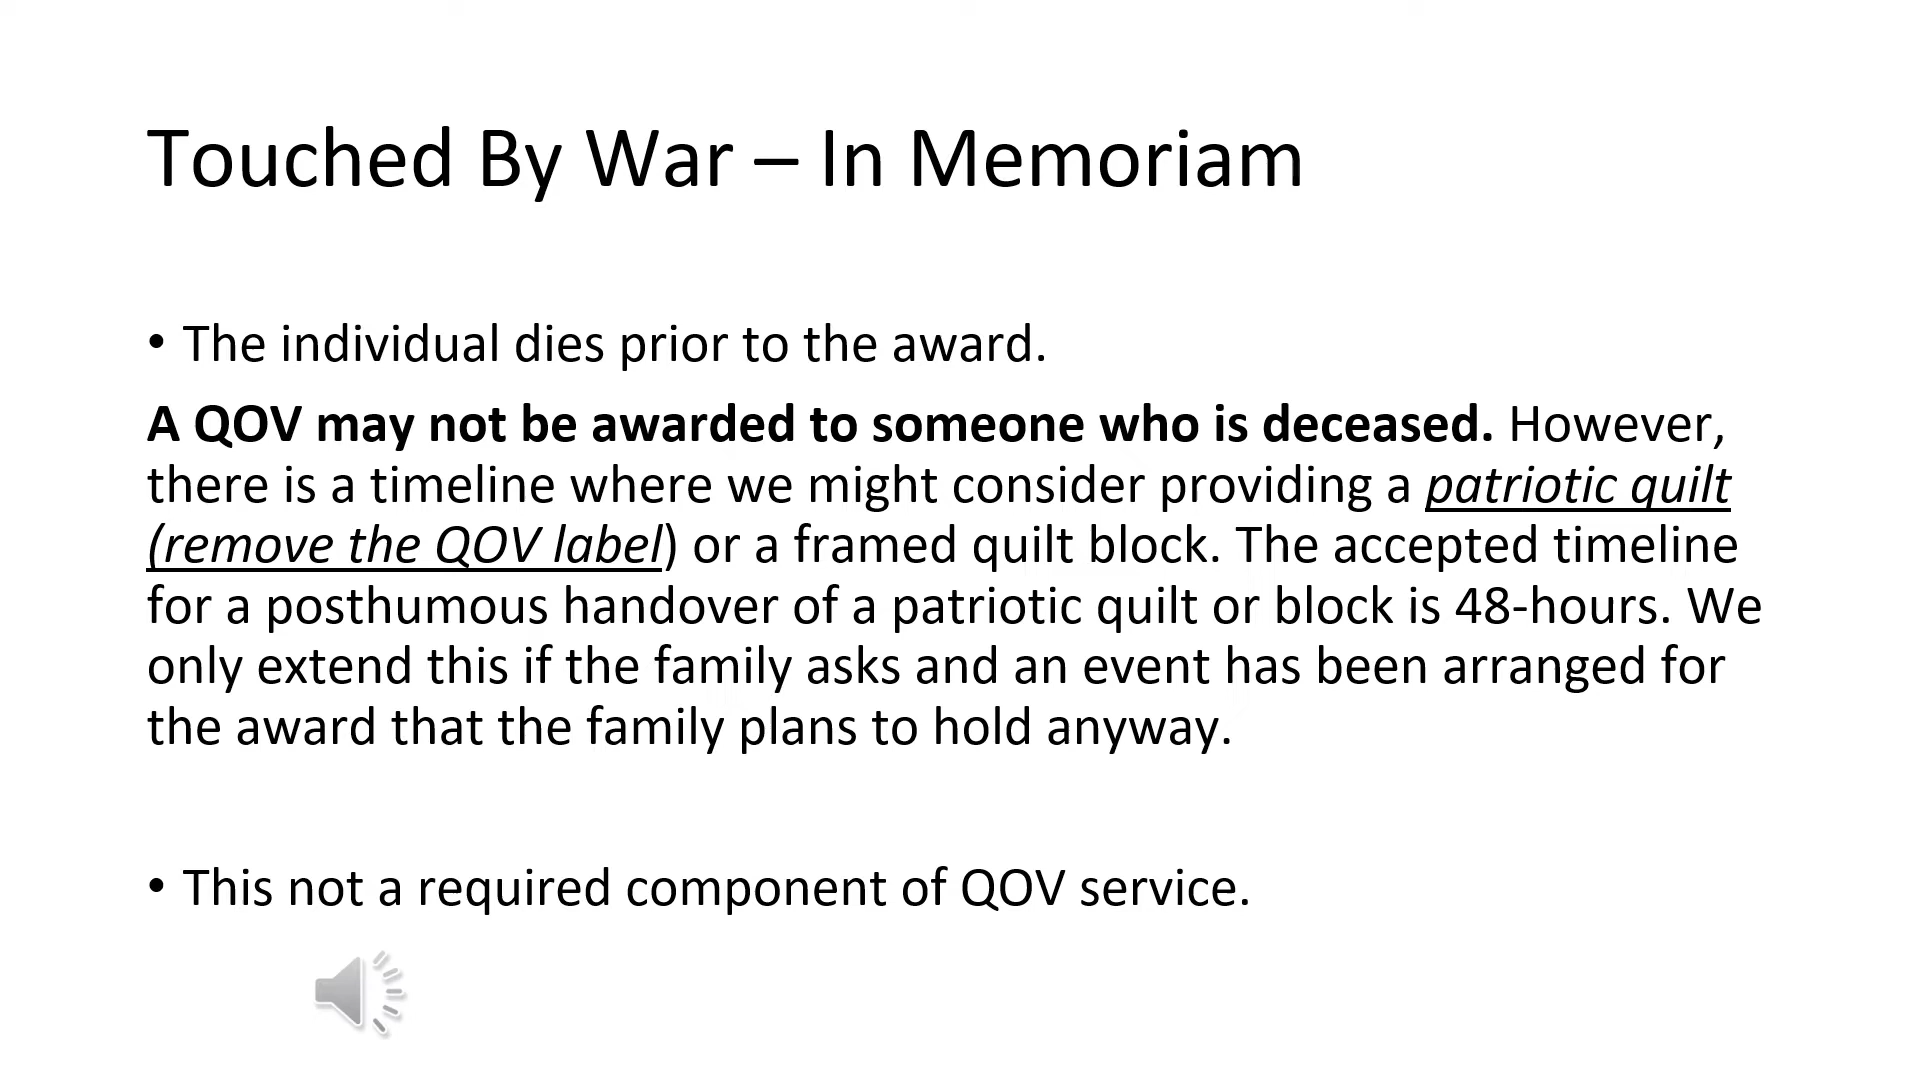 Touched By War – In Memoriam
• The individual dies prior to the award.
A QOV may not be awarded to someone who is deceased. However,
there is a timeline where we might consider providing a patriotic quilt
(remove the QOV label) or a framed quilt block. The accepted timeline
for a posthumous handover of a patriotic quilt or block is 48-hours. We
only extend this if the family asks and an event has been arranged for
the award that the family plans to hold anyway.
• This not a required component of QOV service.